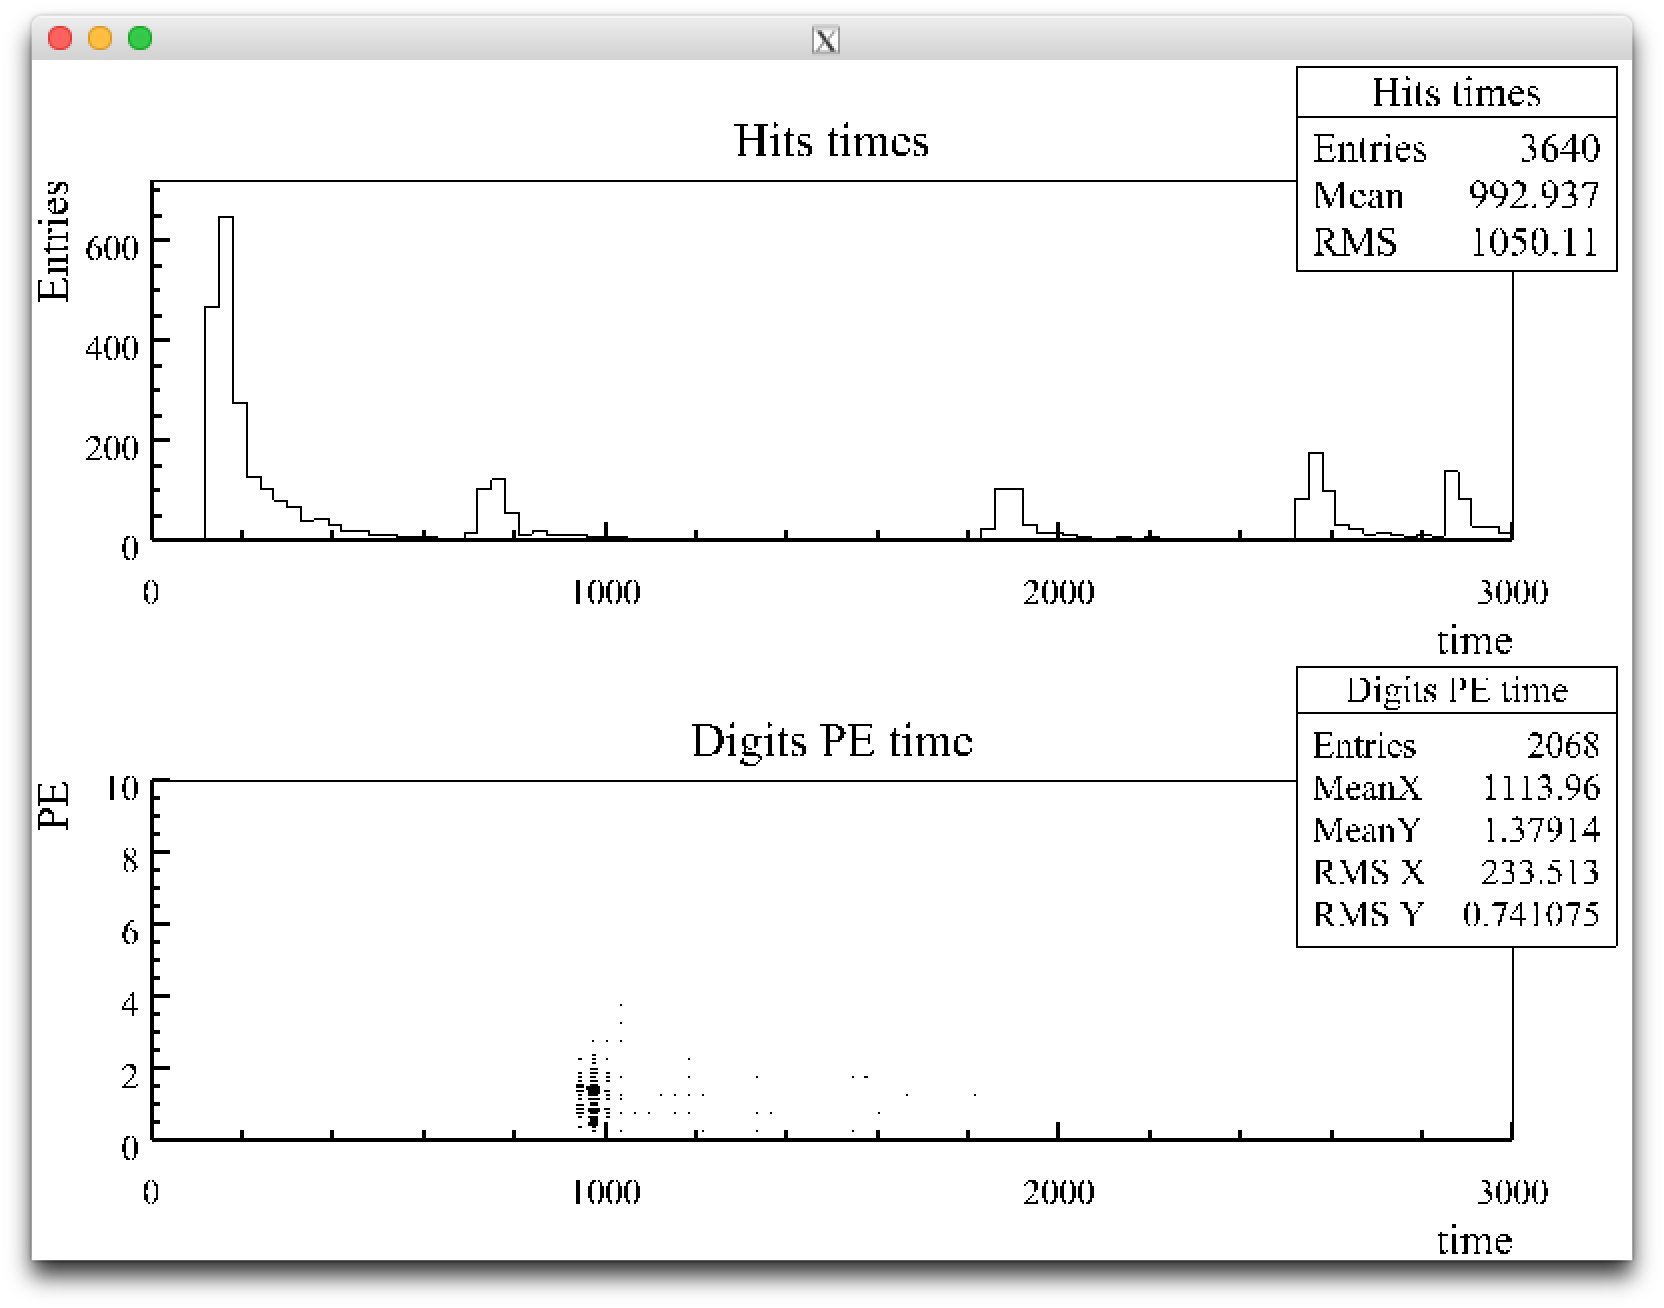 X
Hits times
Entries 3640
Mean 992.937
RMS 1050.11
Hits times
Entries
600
400
200
0
0 1000 2000 3000
time
Digits PE time
Entries 2068
MeanX 1113.96
MeanY 1.37914
RMS X 233.513
RMS Y 0.741075
Digits PE time
PE
10
8
6
4
2
0
0 1000 2000 3000
time